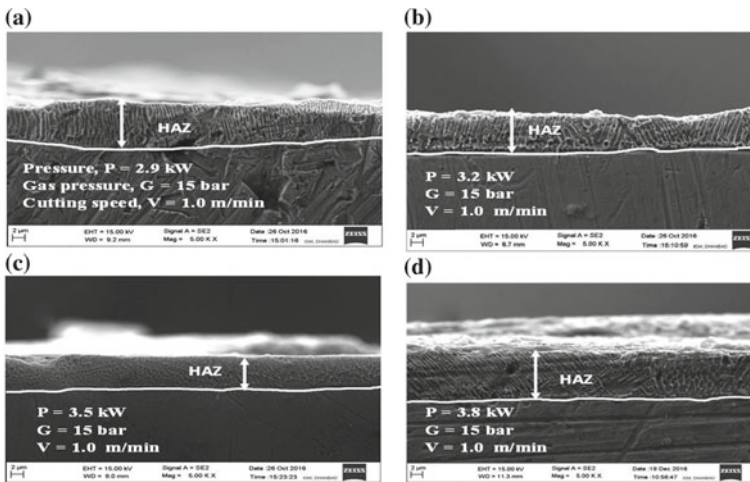 (a)
HAZ
Pressure, P = 2.9 kW
Gas pressure, G = 15 bar
Cutting speed, V = 1.0 m/min
2 µm
EHT = 15.00 kV
Signal A = SE2
Date :26 Oct 2016
WD = 9.2 mm
Mag = 5.00 K X
Time :15:01:16
ZEISS
(b)
HAZ
P = 3.2 kW
G = 15 bar
V = 1.0 m/min
2 µm
EHT = 15.00 kV
Signal A = SE2
Date :26 Oct 2016
WD = 8.7 mm
Mag = 5.00 K X
Time :15:10:59
ZEISS
(c)
HAZ
P = 3.5 kW
G = 15 bar
V = 1.0 m/min
2 µm
EHT = 15.00 kV
Signal A = SE2
Date :26 Oct 2016
WD = 9.0 mm
Mag = 5.00 K X
Time :15:23:23
ZEISS
(d)
HAZ
P = 3.8 kW
G = 15 bar
V = 1.0 m/min
2 µm
EHT = 15.00 kV
Signal A = SE2
Date :19 Dec 2016
WD = 11.3 mm
Mag = 5.00 K X
Time :10:56:47
ZEISS